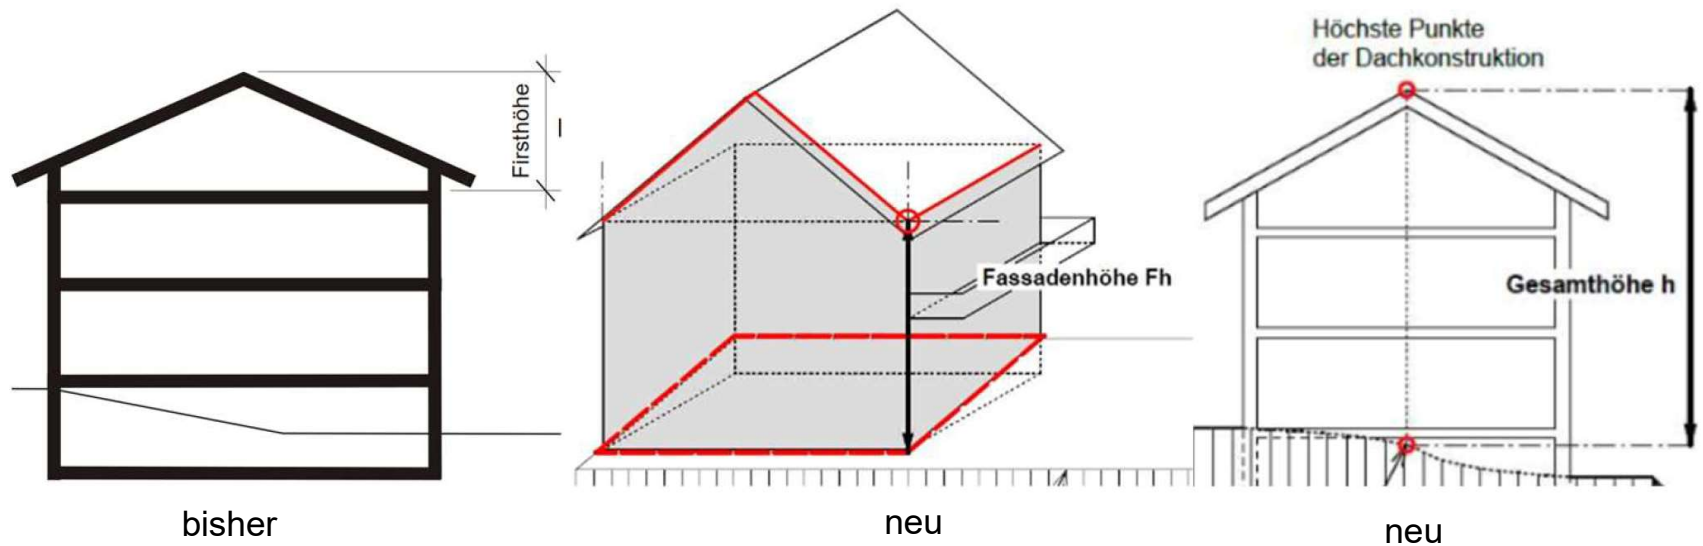 Firsthöhe
Fassadenhöhe Fh
Höchste Punkte
der Dachkonstruktion
Gesamthöhe h
bisher
neu
neu